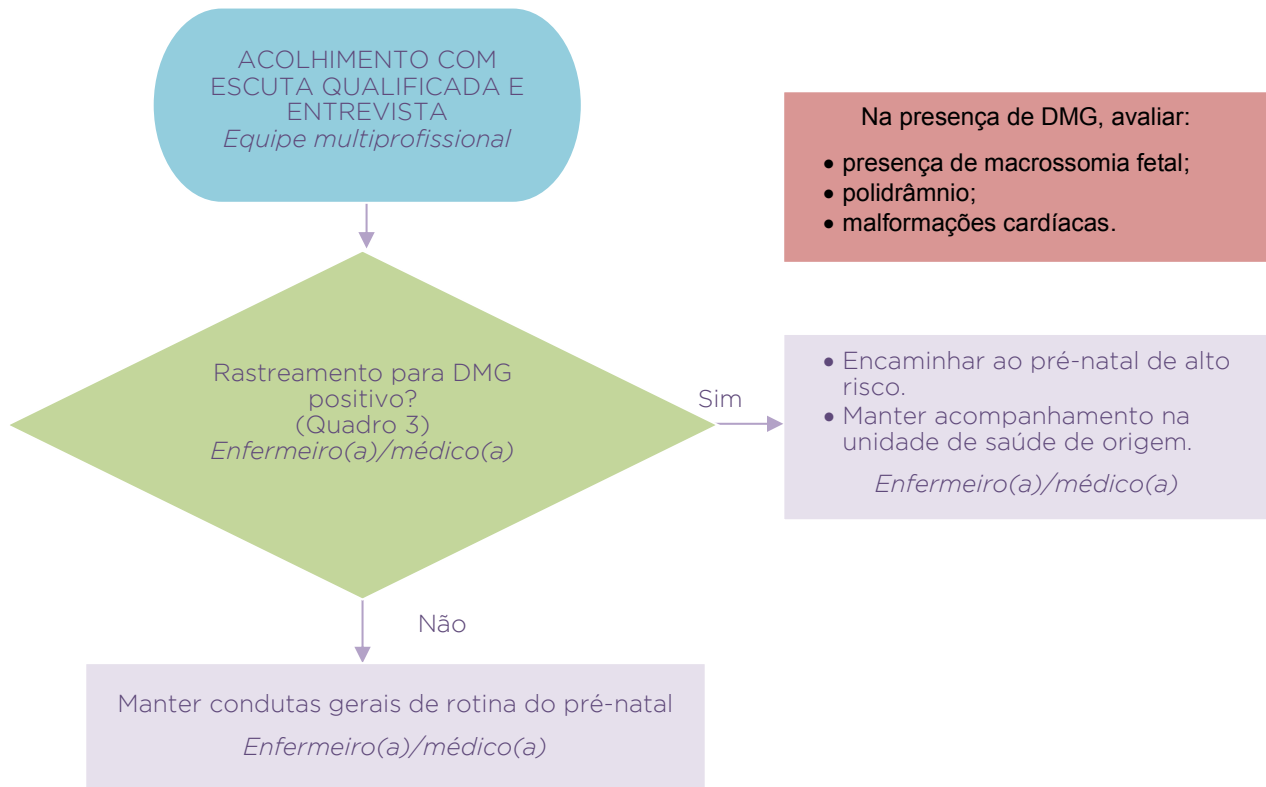 ACOLHIMENTO COM
ESCUTA QUALIFICADA E
ENTREVISTA
Equipe multiprofissional
Na presença de DMG, avaliar:
• presença de macrossomia fetal;
• polidrâmnio;
• malformações cardíacas.
Rastreamento para DMG
positivo?
(Quadro 3)
Enfermeiro(a)/médico(a)
Sim
• Encaminhar ao pré-natal de alto
risco.
• Manter acompanhamento na
unidade de saúde de origem.
Enfermeiro(a)/médico(a)
Não
Manter condutas gerais de rotina do pré-natal
Enfermeiro(a)/médico(a)